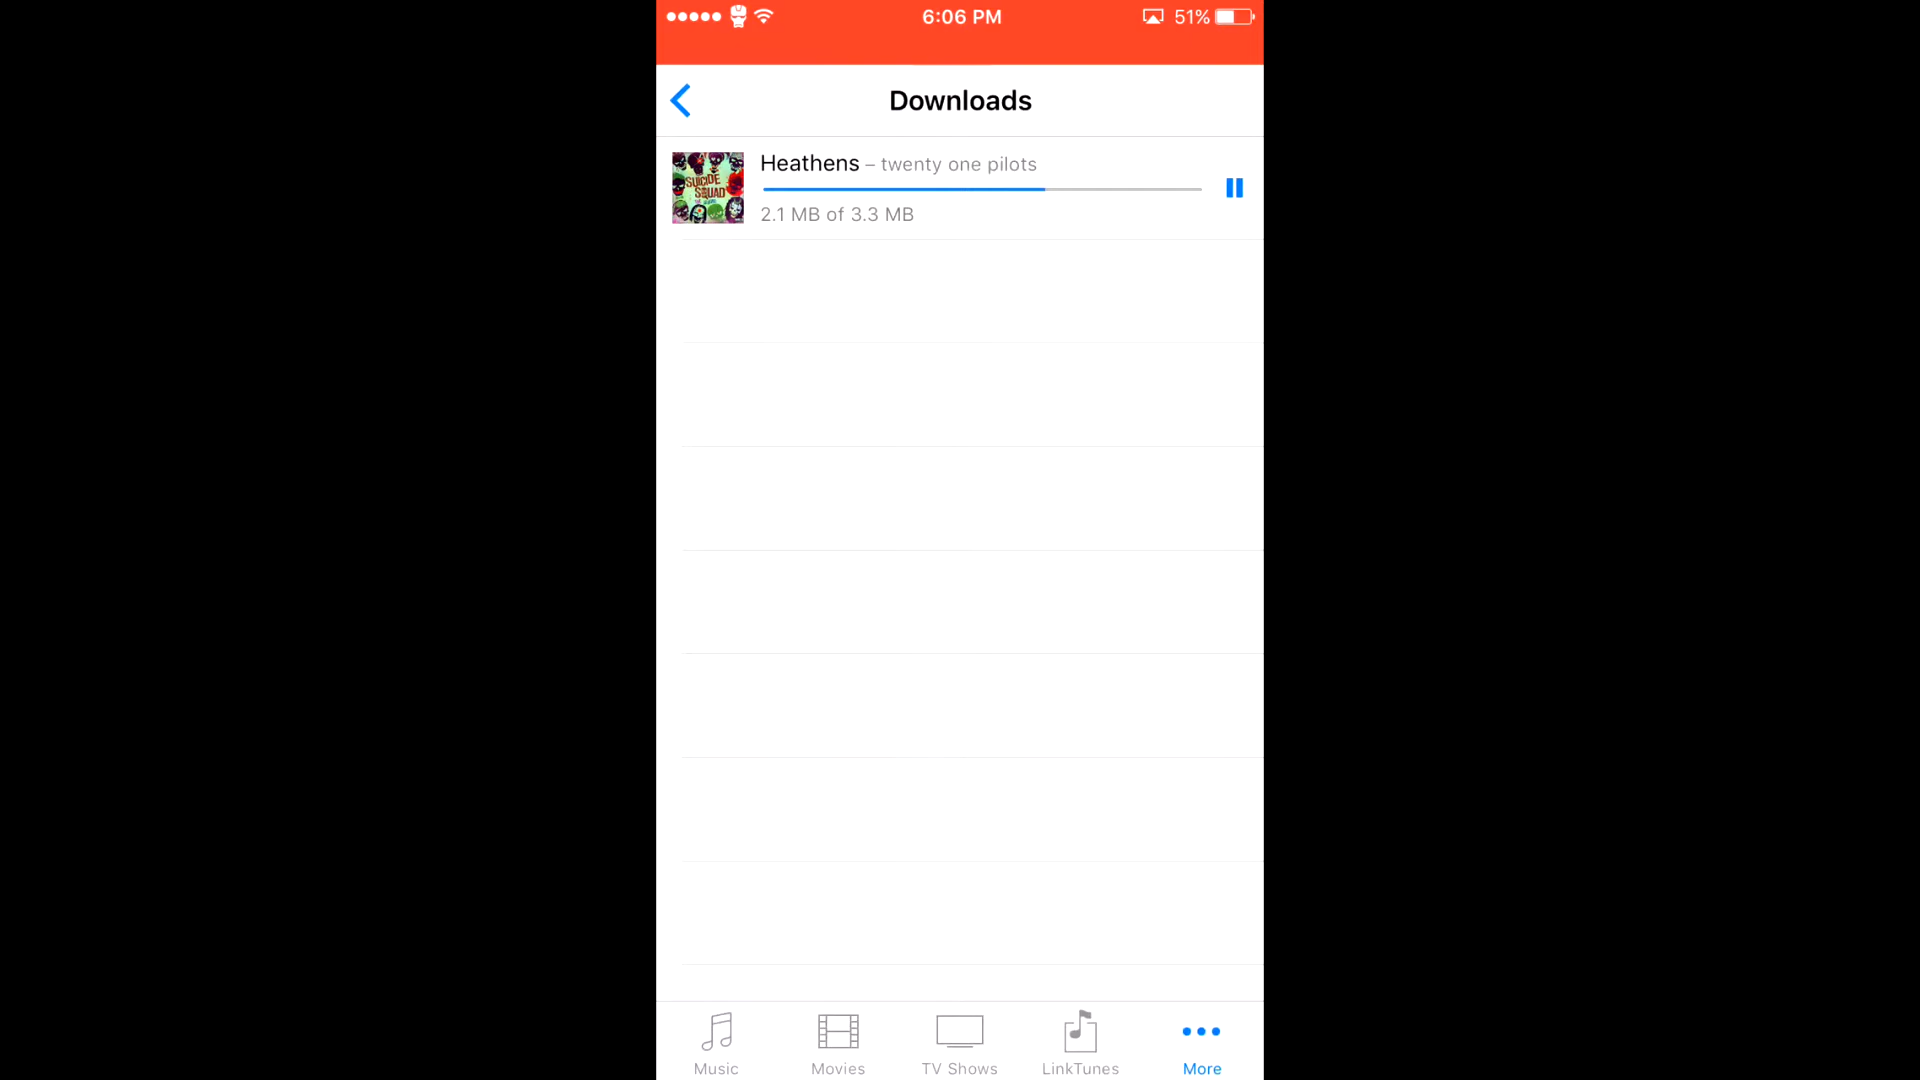 6:06 PM
51%
Downloads
SUICIDE
SQUAD
Heathens – twenty one pilots
2.1 MB of 3.3 MB
Music
Movies
TV Shows
LinkTunes
More